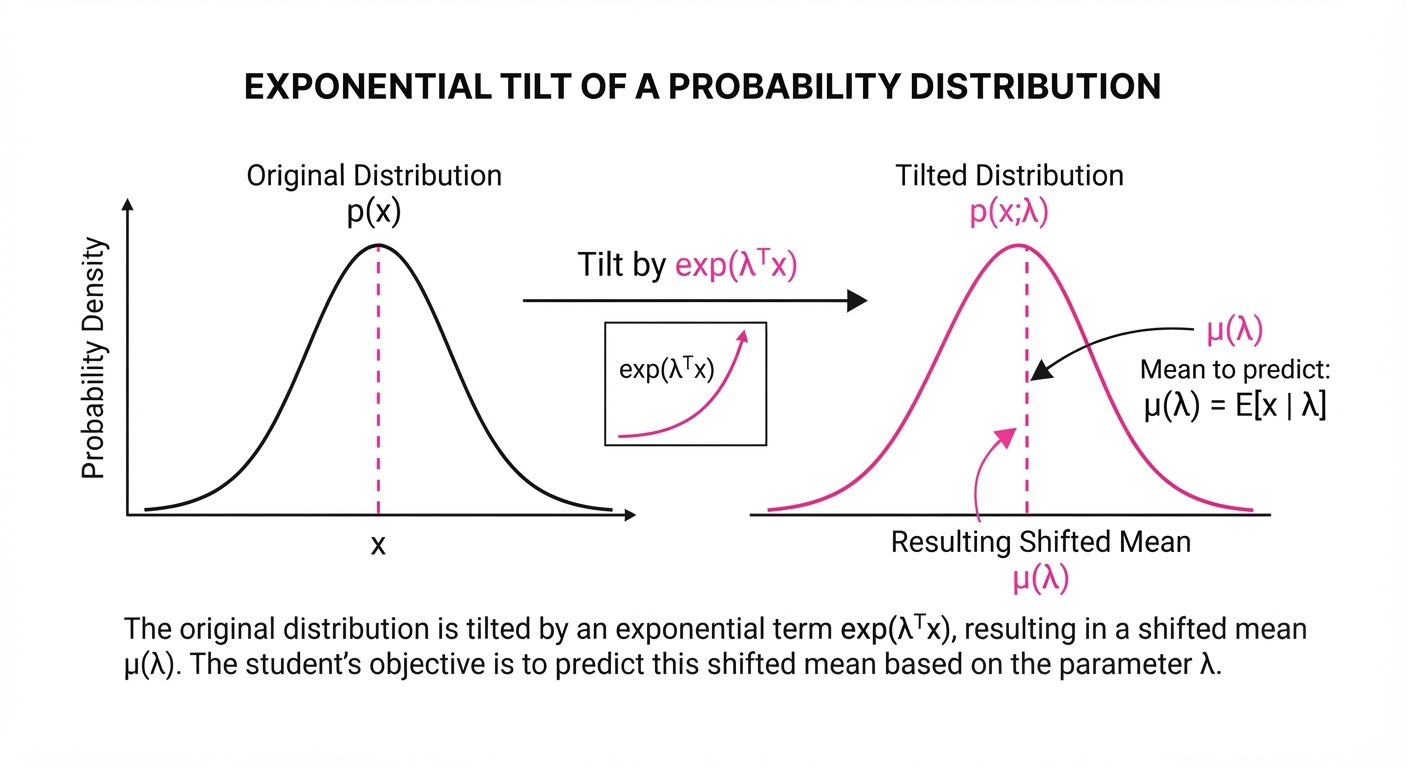 EXPONENTIAL TILT OF A PROBABILITY DISTRIBUTION
Original Distribution
p(x)
Probability Density
x
Tilt by exp(λᵀx)
exp(λᵀx)
Tilted Distribution
p(x;λ)
μ(λ)
Mean to predict:
μ(λ) = E[x | λ]
Resulting Shifted Mean
μ(λ)
The original distribution is tilted by an exponential term exp(λᵀx), resulting in a shifted mean
μ(λ). The student’s objective is to predict this shifted mean based on the parameter λ.